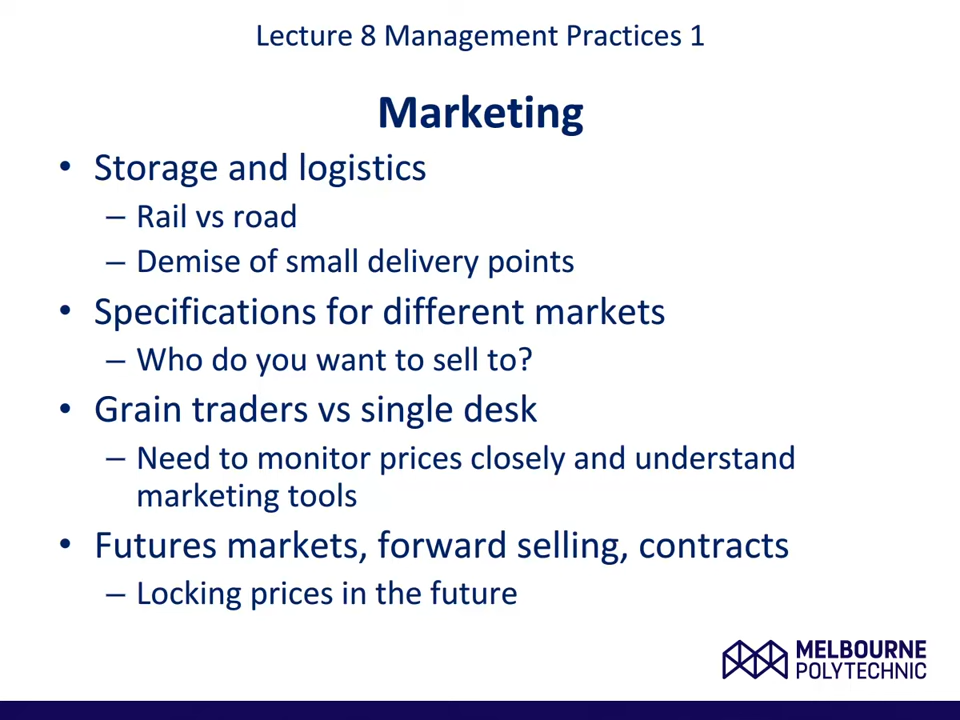 Lecture 8 Management Practices 1
Marketing
• Storage and logistics
– Rail vs road
– Demise of small delivery points
• Specifications for different markets
– Who do you want to sell to?
• Grain traders vs single desk
– Need to monitor prices closely and understand
marketing tools
• Futures markets, forward selling, contracts
– Locking prices in the future
MELBOURNE
POLYTECHNIC